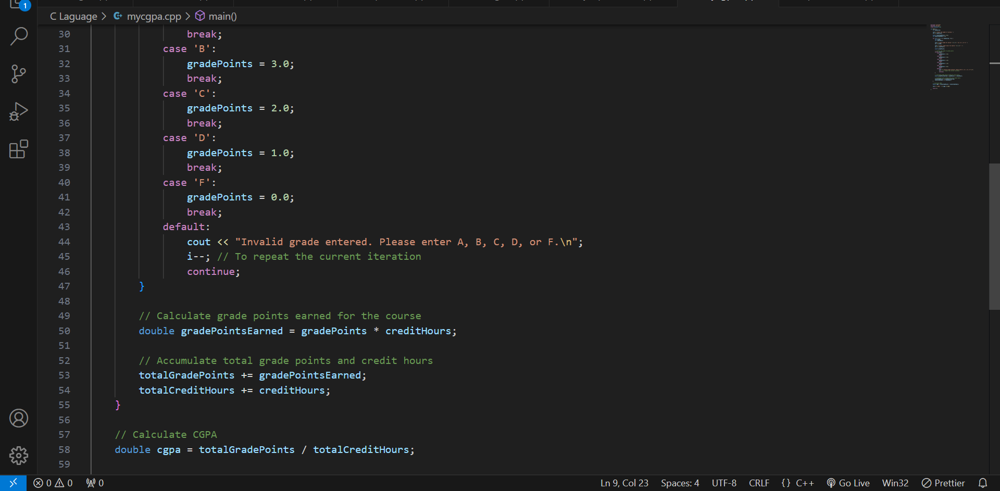 1
C Laguage > mycgpa.cpp > main()
30 break;
31 case 'B':
32 gradePoints = 3.0;
33 break;
34 case 'C':
35 gradePoints = 2.0;
36 break;
37 case 'D':
38 gradePoints = 1.0;
39 break;
40 case 'F':
41 gradePoints = 0.0;
42 break;
43 default:
44 cout << "Invalid grade entered. Please enter A, B, C, D, or F.\n";
45 i--; // To repeat the current iteration
46 continue;
47 }
48
49 // Calculate grade points earned for the course
50 double gradePointsEarned = gradePoints * creditHours;
51
52 // Accumulate total grade points and credit hours
53 totalGradePoints += gradePointsEarned;
54 totalCreditHours += creditHours;
55 }
56
57 // Calculate CGPA
58 double cgpa = totalGradePoints / totalCreditHours;
59
0 0 0 Ln 9, Col 23 Spaces: 4 UTF-8 CRLF {} C++ Go Live Win32 Prettier